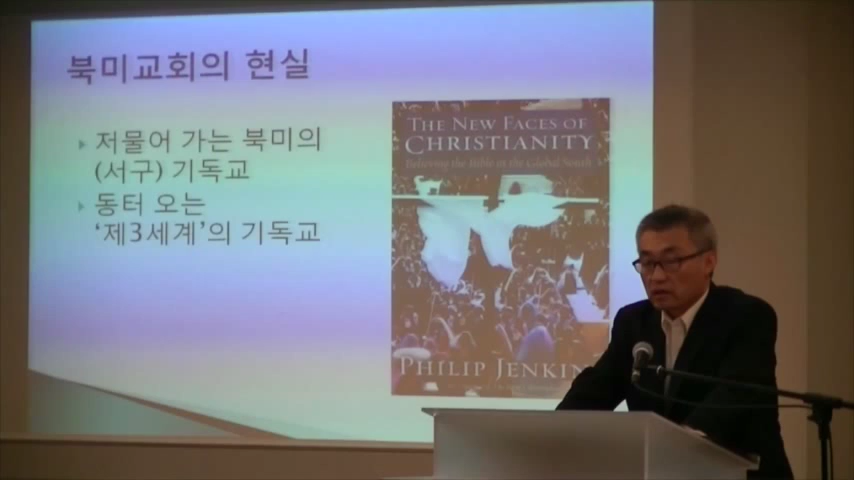 북미교회의 현실
저물어 가는 북미의
(서구) 기독교
동터 오는
‘제3세계’의 기독교
THE NEW FACES OF
CHRISTIANITY
Believing the Bible in the Global South
PHILIP JENKIN